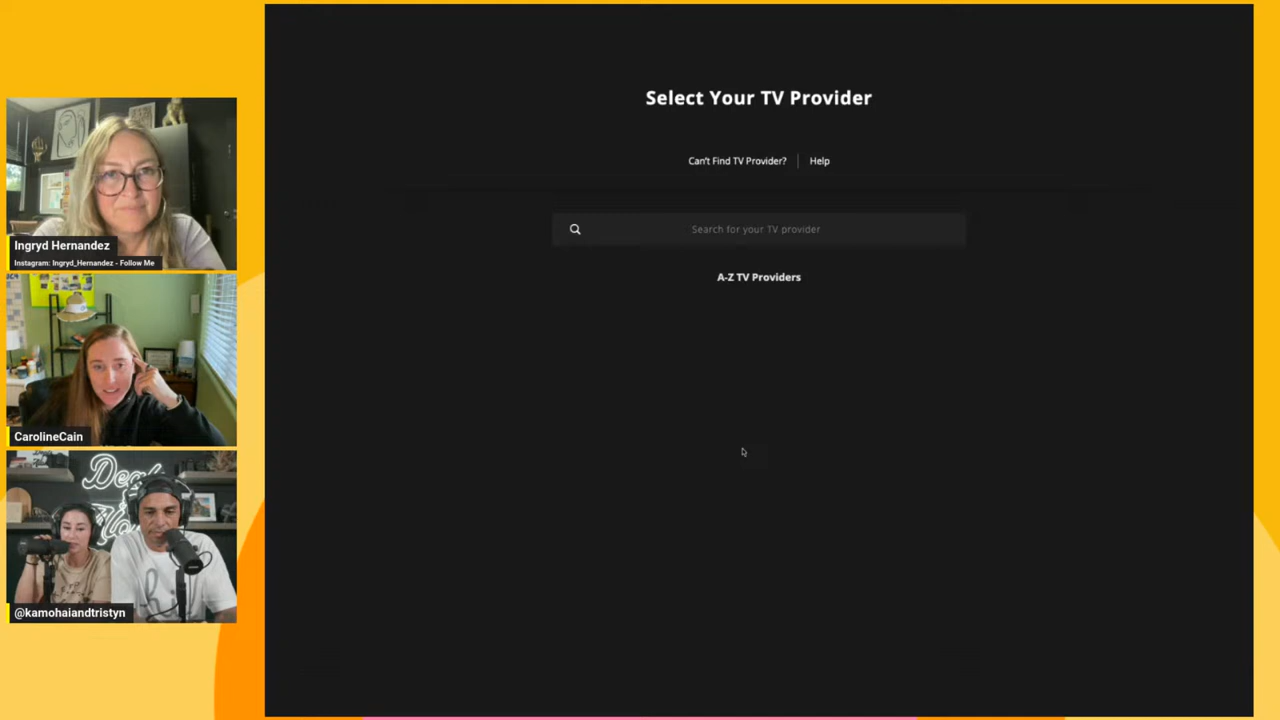 Select Your TV Provider
Can't Find TV Provider?
Help
Search for your TV provider
A-Z TV Providers
Ingryd Hernandez
Instagram: Ingryd_Hernandez - Follow Me
CarolineCain
Deal
@kamohaiandtristyn